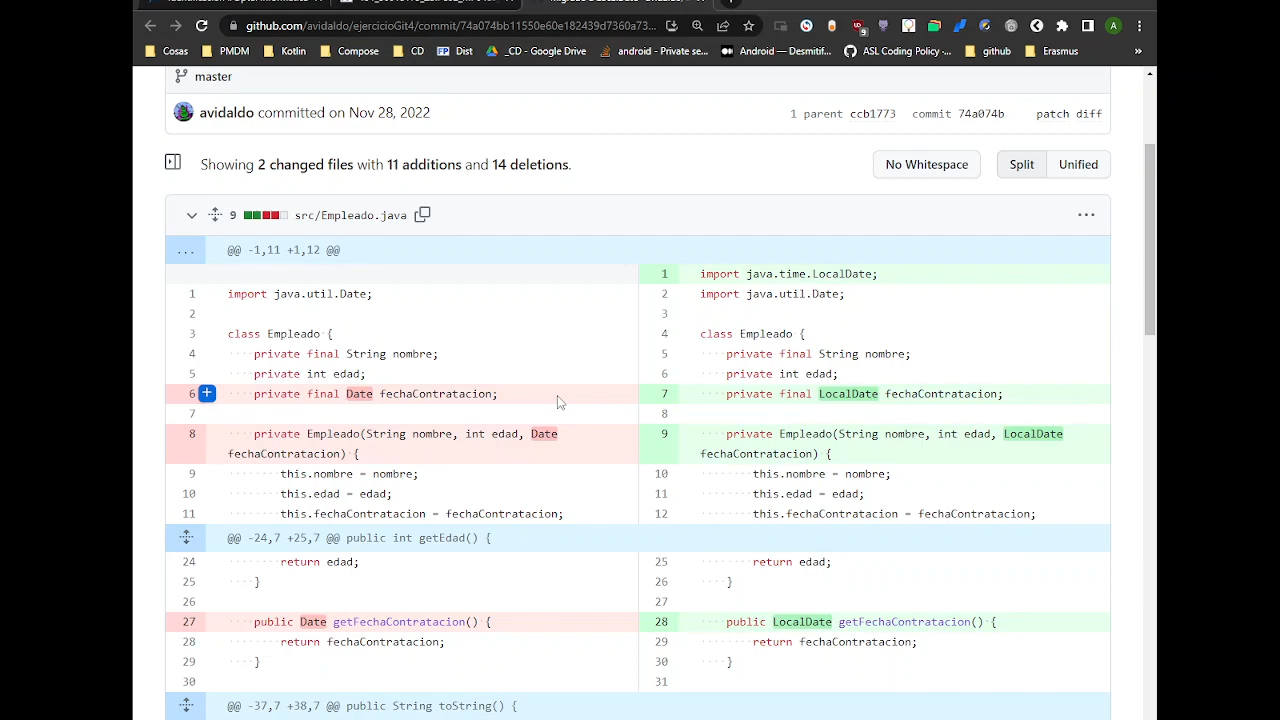 github.com/avidaldo/ejercicioGit4/commit/74a074bb11550e60e182439d7360a73...
9
A
Cosas PMDM Kotlin Compose CD Dist _CD - Google Drive android - Private se... Android — Desmitif... ASL Coding Policy -... github Erasmus »
master
avidaldo committed on Nov 28, 2022 1 parent ccb1773 commit 74a074b patch diff
Showing 2 changed files with 11 additions and 14 deletions. No Whitespace Split Unified
9 src/Empleado.java ...
... @@ -1,11 +1,12 @@
1 import java.time.LocalDate;
1 import java.util.Date; 2 import java.util.Date;
2 3
3 class Empleado { 4 class Empleado {
4 private final String nombre; 5 private final String nombre;
5 private int edad; 6 private int edad;
6 + private final Date fechaContratacion; 7 private final LocalDate fechaContratacion;
7 8
8 private Empleado(String nombre, int edad, Date 9 private Empleado(String nombre, int edad, LocalDate
fechaContratacion) { fechaContratacion) {
9 this.nombre = nombre; 10 this.nombre = nombre;
10 this.edad = edad; 11 this.edad = edad;
11 this.fechaContratacion = fechaContratacion; 12 this.fechaContratacion = fechaContratacion;
@@ -24,7 +25,7 @@ public int getEdad() {
24 return edad; 25 return edad;
25 } 26 }
26 27
27 public Date getFechaContratacion() { 28 public LocalDate getFechaContratacion() {
28 return fechaContratacion; 29 return fechaContratacion;
29 } 30 }
30 31
@@ -37,7 +38,7 @@ public String toString() {